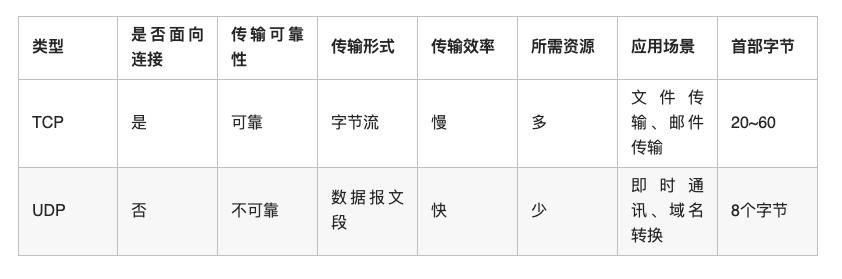 类型 是否面向连接 传输可靠性 传输形式 传输效率 所需资源 应用场景 首部字节
TCP 是 可靠 字节流 慢 多 文件传输、邮件传输 20~60
UDP 否 不可靠 数据报文段 快 少 即时通讯、域名转换 8个字节